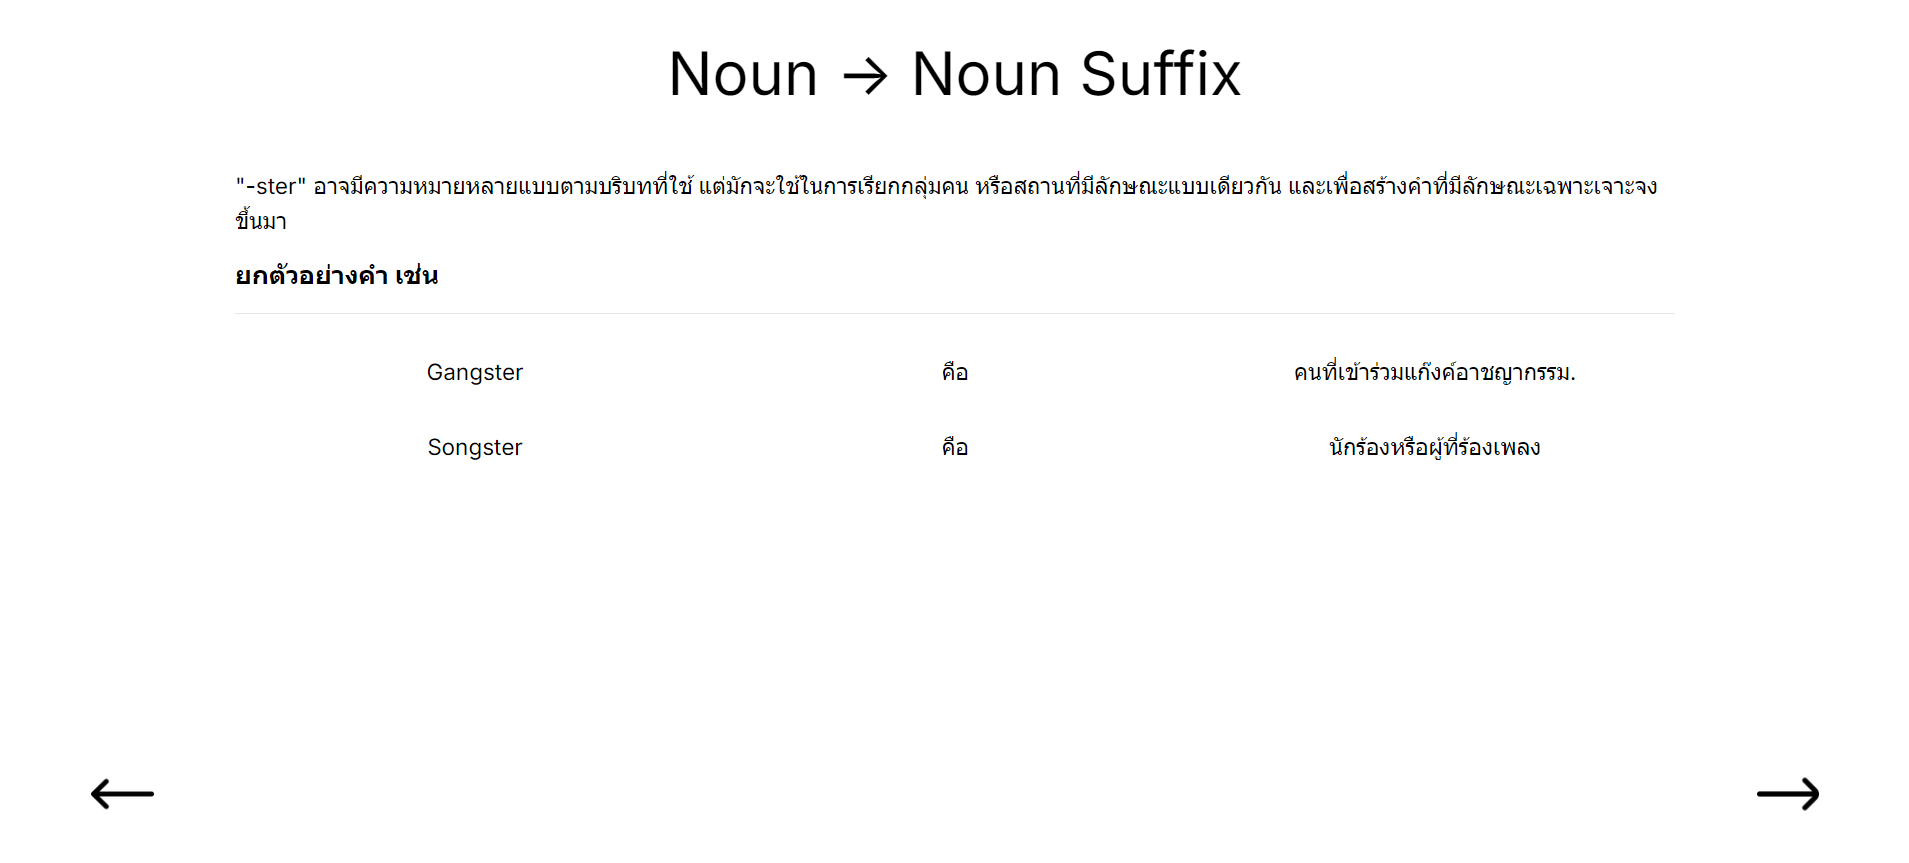 Noun → Noun Suffix
"-ster" อาจมีความหมายหลายแบบตามบริบทที่ใช้ แต่มักจะใช้ในการเรียกกลุ่มคน หรือสถานที่มีลักษณะแบบเดียวกัน และเพื่อสร้างคำที่มีลักษณะเฉพาะเจาะจง
ขึ้นมา
ยกตัวอย่างคำ เช่น
Gangster คือ คนที่เข้าร่วมแก๊งค์อาชญากรรม.
Songster คือ นักร้องหรือผู้ที่ร้องเพลง